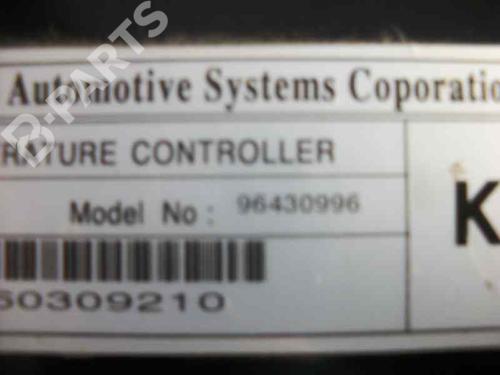 Automotive Systems Coporatio
RATURE CONTROLLER
Model No : 96430996
K
60309210
B-PARTS